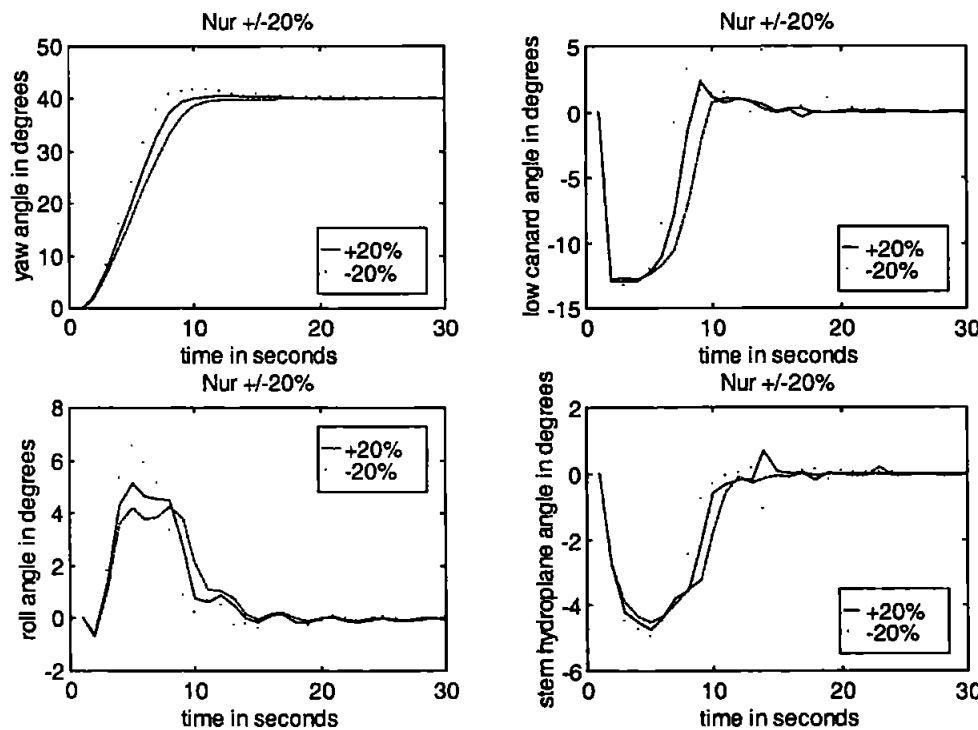 Nur +/-20%
50
40
30
20
10
0
yaw angle in degrees
+20%
-20%
0 10 20 30
time in seconds
Nur +/-20%
5
0
-5
-10
-15
low canard angle in degrees
+20%
-20%
0 10 20 30
time in seconds
Nur +/-20%
8
6
4
2
0
-2
roll angle in degrees
+20%
-20%
0 10 20 30
time in seconds
Nur +/-20%
2
0
-2
-4
-6
stern hydroplane angle in degrees
+20%
-20%
0 10 20 30
time in seconds